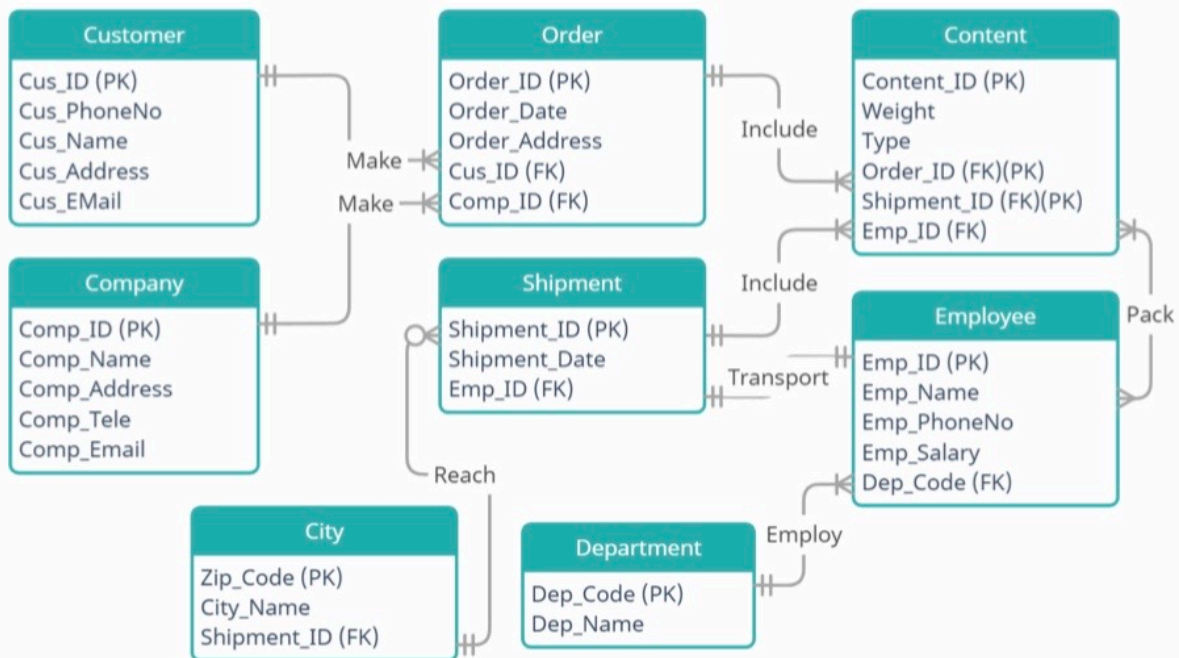 Customer
Cus_ID (PK)
Cus_PhoneNo
Cus_Name
Cus_Address
Cus_EMail
Order
Order_ID (PK)
Order_Date
Order_Address
Cus_ID (FK)
Comp_ID (FK)
Content
Content_ID (PK)
Weight
Type
Order_ID (FK)(PK)
Shipment_ID (FK)(PK)
Emp_ID (FK)
Make
Make
Include
Include
Company
Comp_ID (PK)
Comp_Name
Comp_Address
Comp_Tele
Comp_Email
Shipment
Shipment_ID (PK)
Shipment_Date
Emp_ID (FK)
Transport
Employee
Emp_ID (PK)
Emp_Name
Emp_PhoneNo
Emp_Salary
Dep_Code (FK)
Pack
Reach
City
Zip_Code (PK)
City_Name
Shipment_ID (FK)
Department
Dep_Code (PK)
Dep_Name
Employ